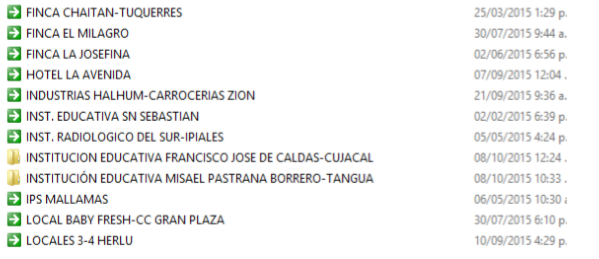 FINCA CHAITAN-TUQUERRES 25/03/2015 1:29 p.
FINCA EL MILAGRO 30/07/2015 9:44 a.
FINCA LA JOSEFINA 02/06/2015 6:56 p.
HOTEL LA AVENIDA 07/09/2015 12:04 .
INDUSTRIAS HALHUM-CARROCERIAS ZION 21/09/2015 9:36 a.
INST. EDUCATIVA SN SEBASTIAN 02/02/2015 6:39 p.
INST. RADIOLOGICO DEL SUR-IPIALES 05/05/2015 4:24 p.
INSTITUCION EDUCATIVA FRANCISCO JOSE DE CALDAS-CUJACAL 08/10/2015 12:24 .
INSTITUCIÓN EDUCATIVA MISAEL PASTRANA BORRERO-TANGUA 08/10/2015 10:33 .
IPS MALLAMAS 06/05/2015 10:30
LOCAL BABY FRESH-CC GRAN PLAZA 30/07/2015 6:10 p.
LOCALES 3-4 HERLU 10/09/2015 4:29 p.